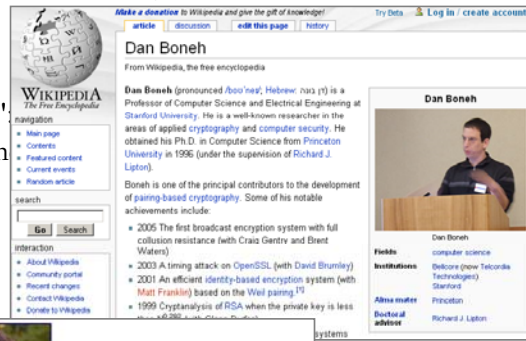 Make a donation to Wikipedia and give the gift of knowledge!
Try Beta Log in / create account
article discussion edit this page history
Dan Boneh
From Wikipedia, the free encyclopedia
Dan Boneh (pronounced /boʊˈneɪ/; Hebrew: דן בונה) is a
Professor of Computer Science and Electrical Engineering at
Stanford University. He is a well-known researcher in the
areas of applied cryptography and computer security. He
obtained his Ph.D. in Computer Science from Princeton
University in 1996 (under the supervision of Richard J.
Lipton).
Boneh is one of the principal contributors to the development
of pairing-based cryptography. Some of his notable
achievements include:
2005 The first broadcast encryption system with full
collusion resistance (with Craig Gentry and Brent
Waters)
2003 A timing attack on OpenSSL (with David Brumley)
2001 An efficient identity-based encryption system (with
Matt Franklin) based on the Weil pairing.[1]
1999 Cryptanalysis of RSA when the private key is less
systems
Dan Boneh
Dan Boneh
Fields computer science
Institutions Bellcore (now Telcordia
Technologies)
Stanford
Alma mater Princeton
Doctoral
advisor Richard J. Lipton
WIKIPEDIA
The Free Encyclopedia
navigation
Main page
Contents
Featured content
Current events
Random article
search
Go Search
interaction
About Wikipedia
Community portal
Recent changes
Contact Wikipedia
Donate to Wikipedia